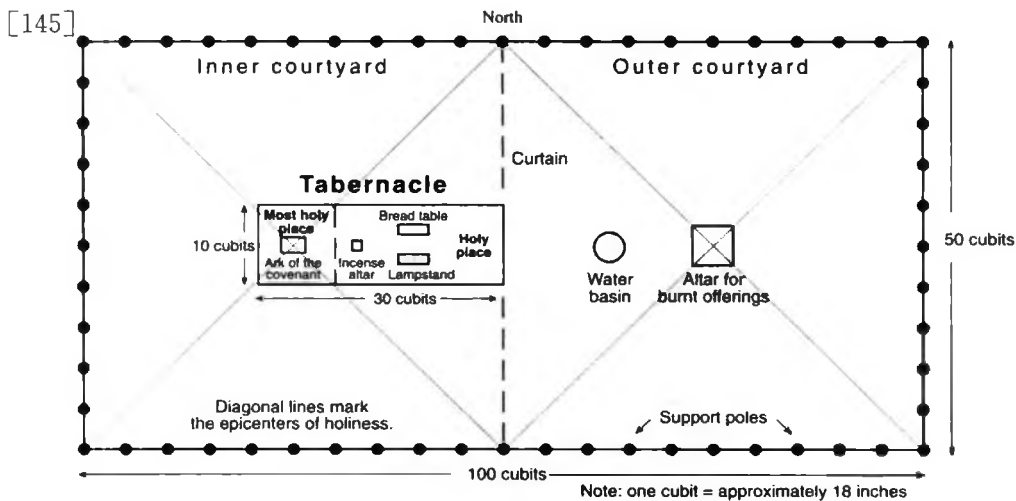 [145]
North
Inner courtyard
Outer courtyard
Curtain
Tabernacle
Most holy
place
Bread table
Holy
place
10 cubits
Ark of the
covenant
Incense
altar
Lampstand
30 cubits
Water
basin
Altar for
burnt offerings
50 cubits
Diagonal lines mark
the epicenters of holiness.
Support poles
100 cubits
Note: one cubit = approximately 18 inches